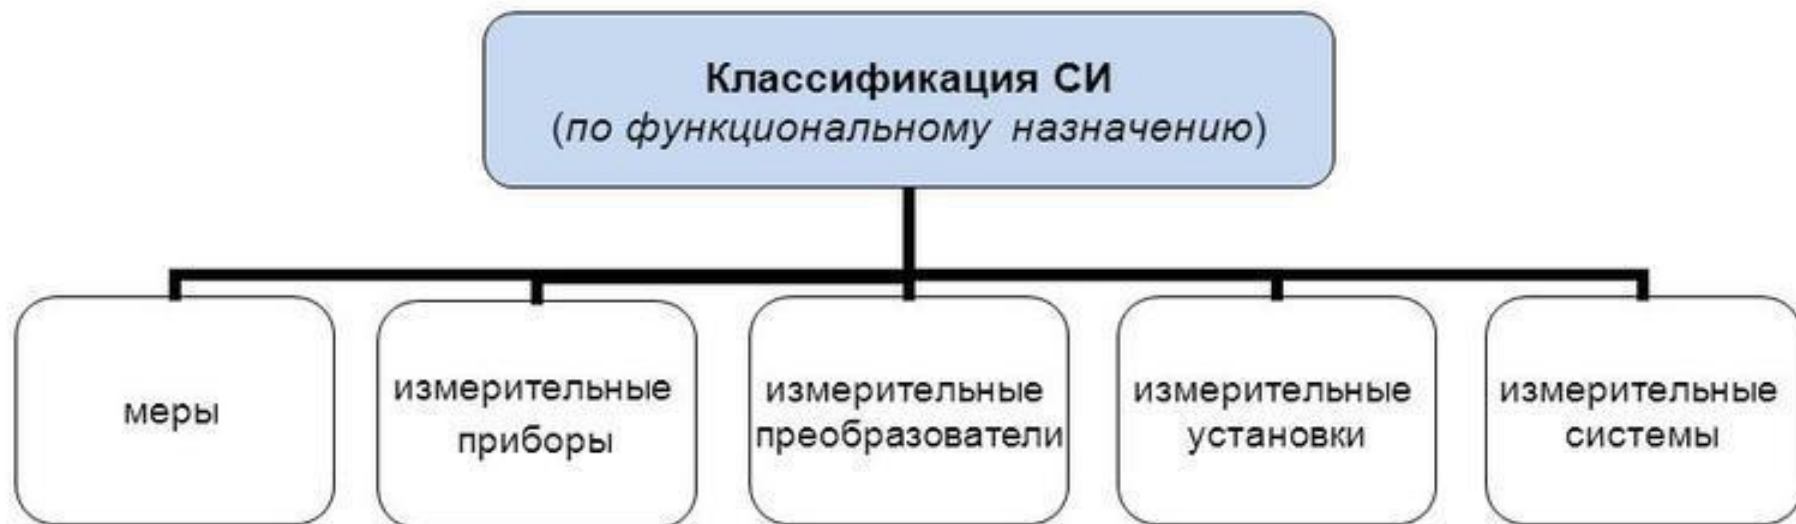 Классификация СИ
(по функциональному назначению)
меры
измерительные
приборы
измерительные
преобразователи
измерительные
установки
измерительные
системы